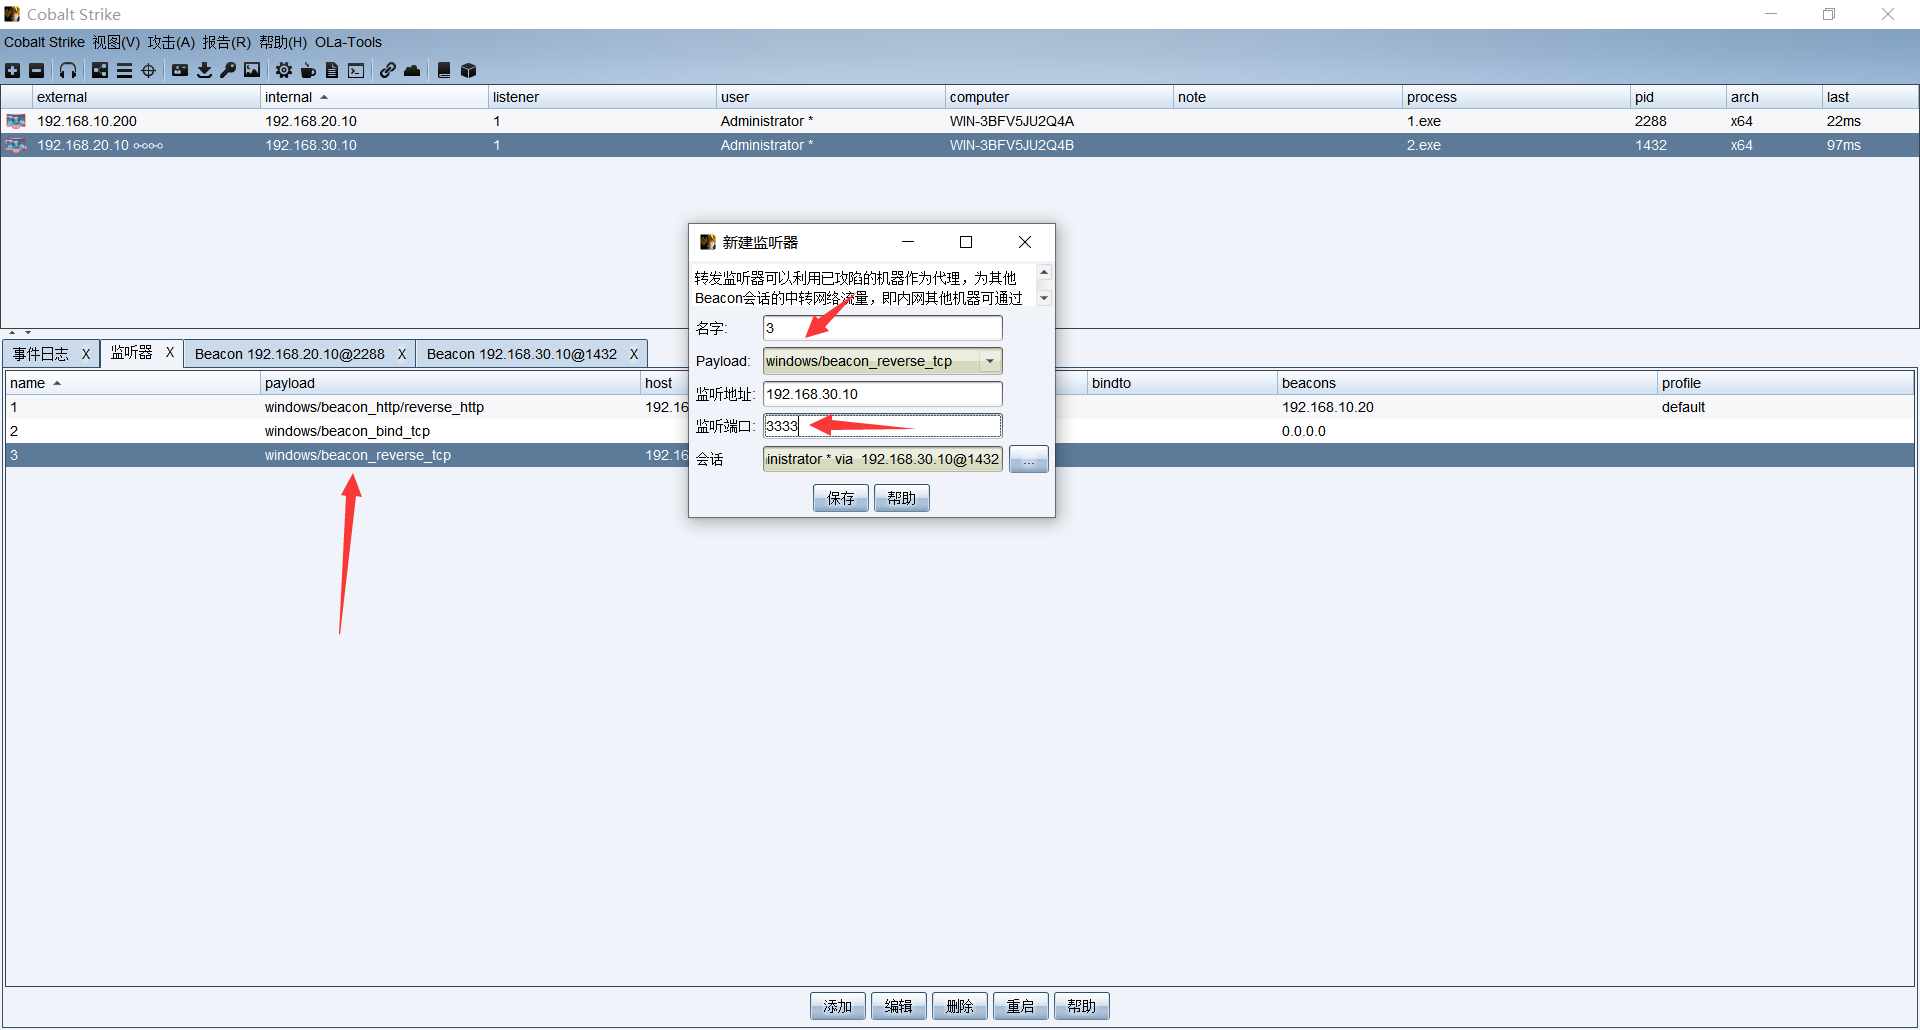 Cobalt Strike
Cobalt Strike 视图(V) 攻击(A) 报告(R) 帮助(H) OLa-Tools
external internal listener user computer note process pid arch last
192.168.10.200 192.168.20.10 1 Administrator * WIN-3BFV5JU2Q4A 1.exe 2288 x64 22ms
192.168.20.10 192.168.30.10 1 Administrator * WIN-3BFV5JU2Q4B 2.exe 1432 x64 97ms
新建监听器
转发监听器可以利用已攻陷的机器作为代理，为其他
Beacon会话的中转网络流量，即内网其他机器可通过
名字: 3
Payload: windows/beacon_reverse_tcp
监听地址: 192.168.30.10
监听端口: 3333
会话 inistrator * via 192.168.30.10@1432 ...
保存 帮助
事件日志 X 监听器 X Beacon 192.168.20.10@2288 X Beacon 192.168.30.10@1432 X
name payload host bindto beacons profile
1 windows/beacon_http/reverse_http 192.16 192.168.10.20 default
2 windows/beacon_bind_tcp 0.0.0.0
3 windows/beacon_reverse_tcp 192.16
添加 编辑 删除 重启 帮助